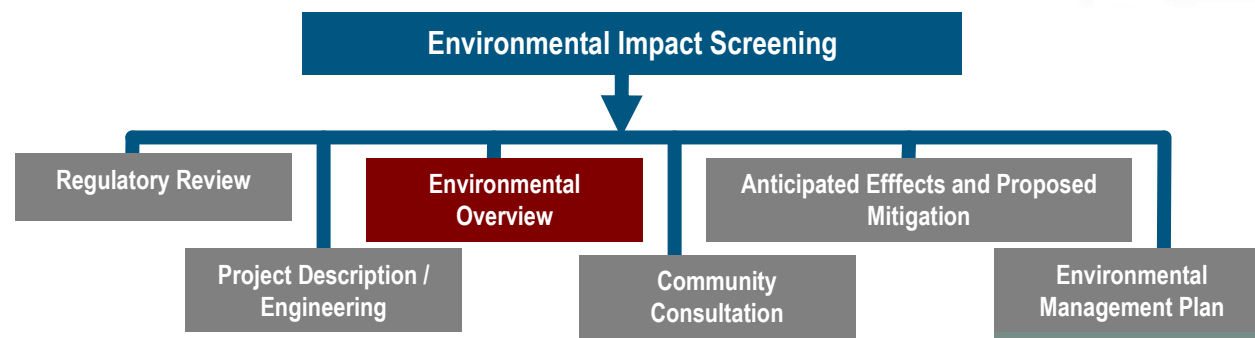 Environmental Impact Screening
Regulatory Review
Environmental
Overview
Anticipated Efffects and Proposed
Mitigation
Project Description /
Engineering
Community
Consultation
Environmental
Management Plan